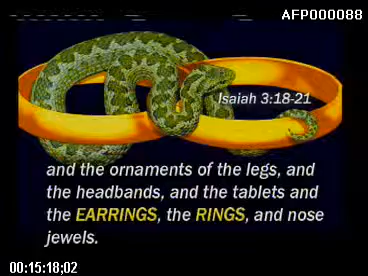 AFP000088
Isaiah 3:18-21
and the ornaments of the legs, and
the headbands, and the tablets and
the EARRINGS, the RINGS, and nose
jewels.
00:15:18;02